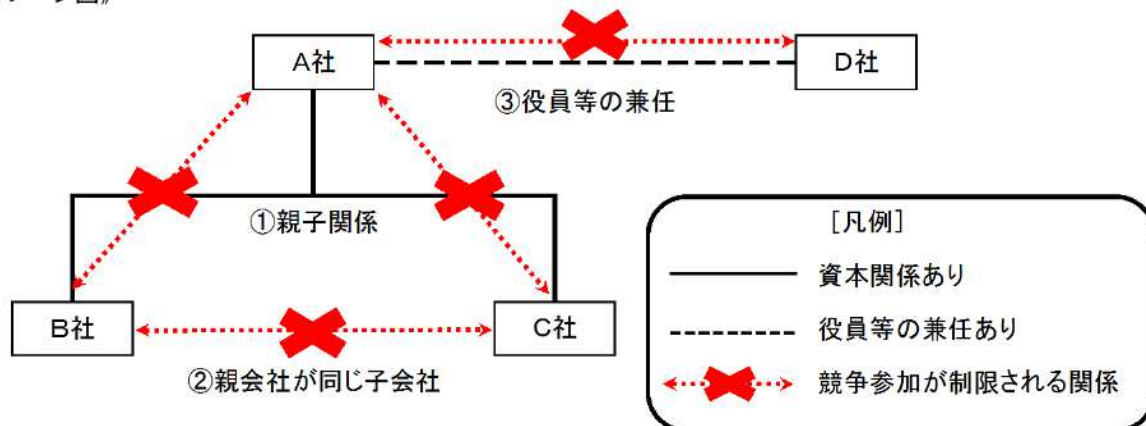 A社
D社
③役員等の兼任
①親子関係
B社
C社
②親会社が同じ子会社
[凡例]
資本関係あり
役員等の兼任あり
競争参加が制限される関係